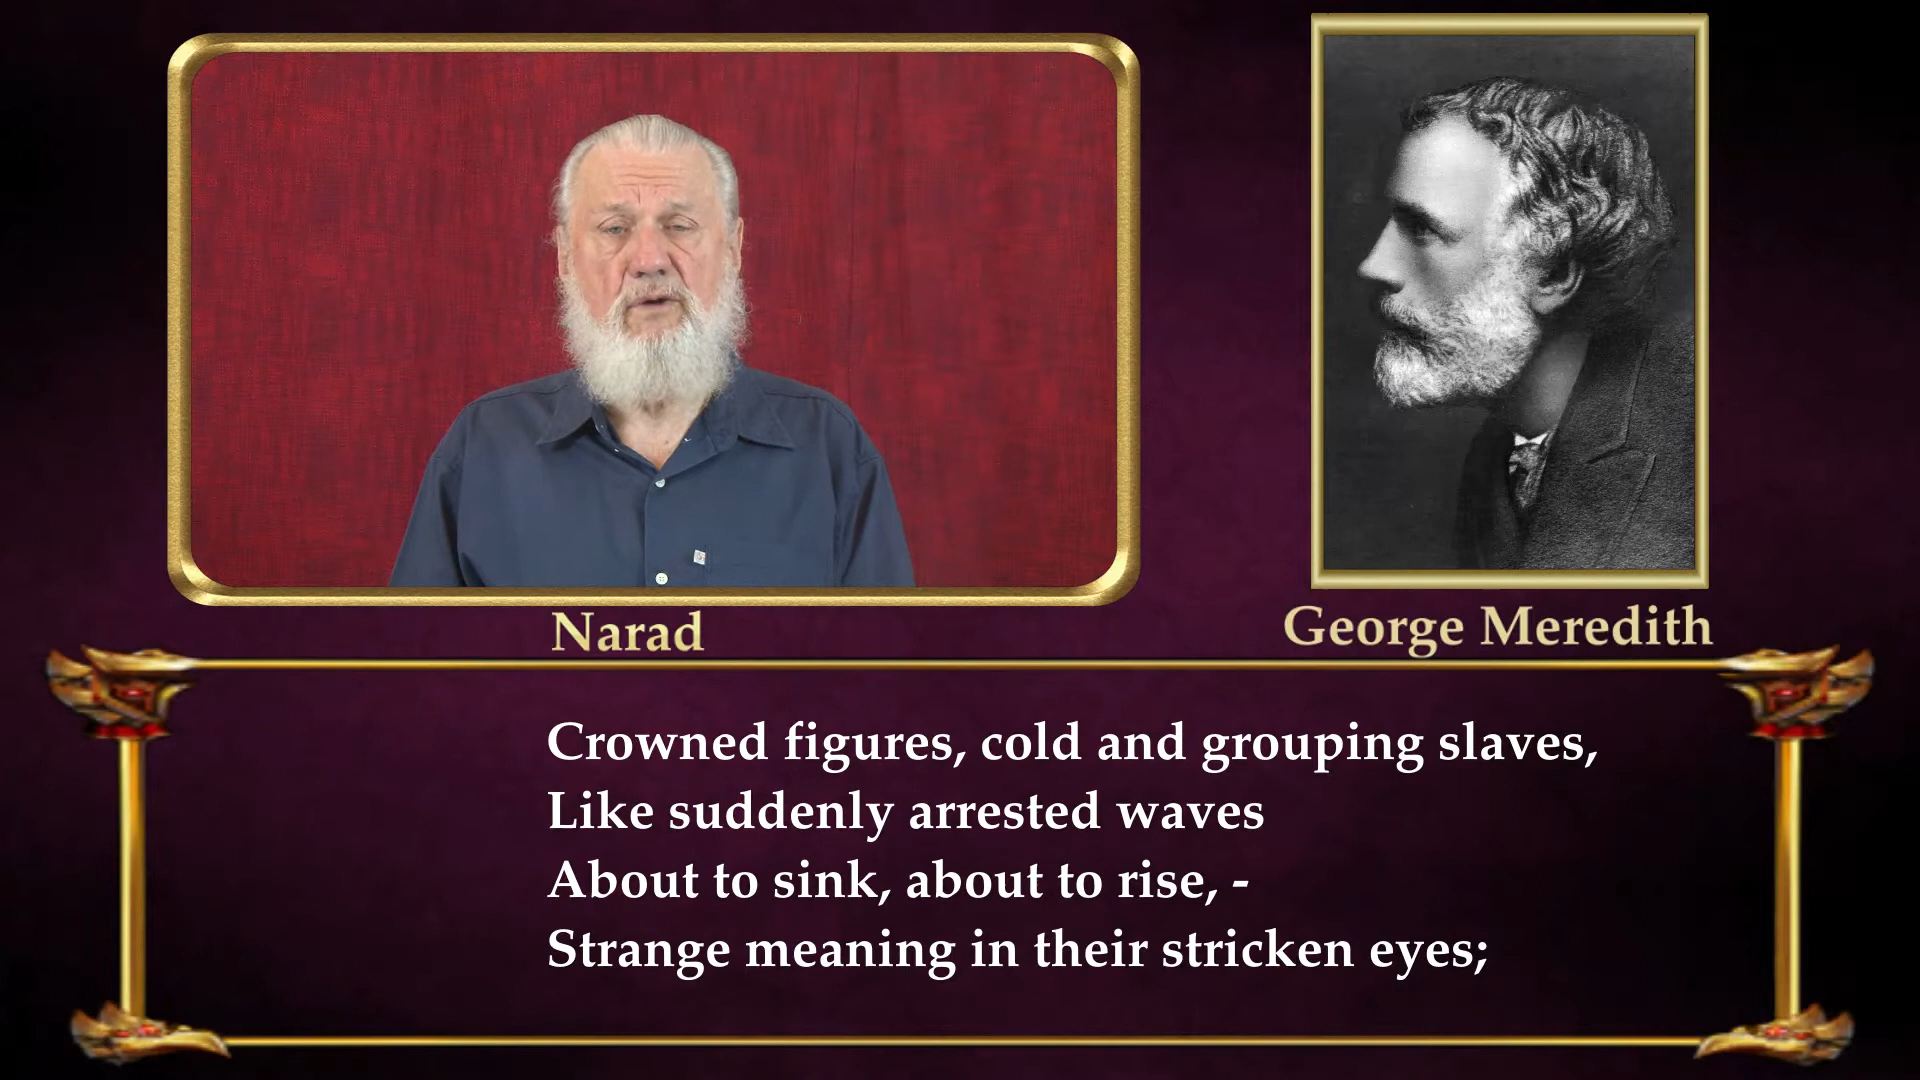 Narad
George Meredith
Crowned figures, cold and grouping slaves,
Like suddenly arrested waves
About to sink, about to rise, -
Strange meaning in their stricken eyes;